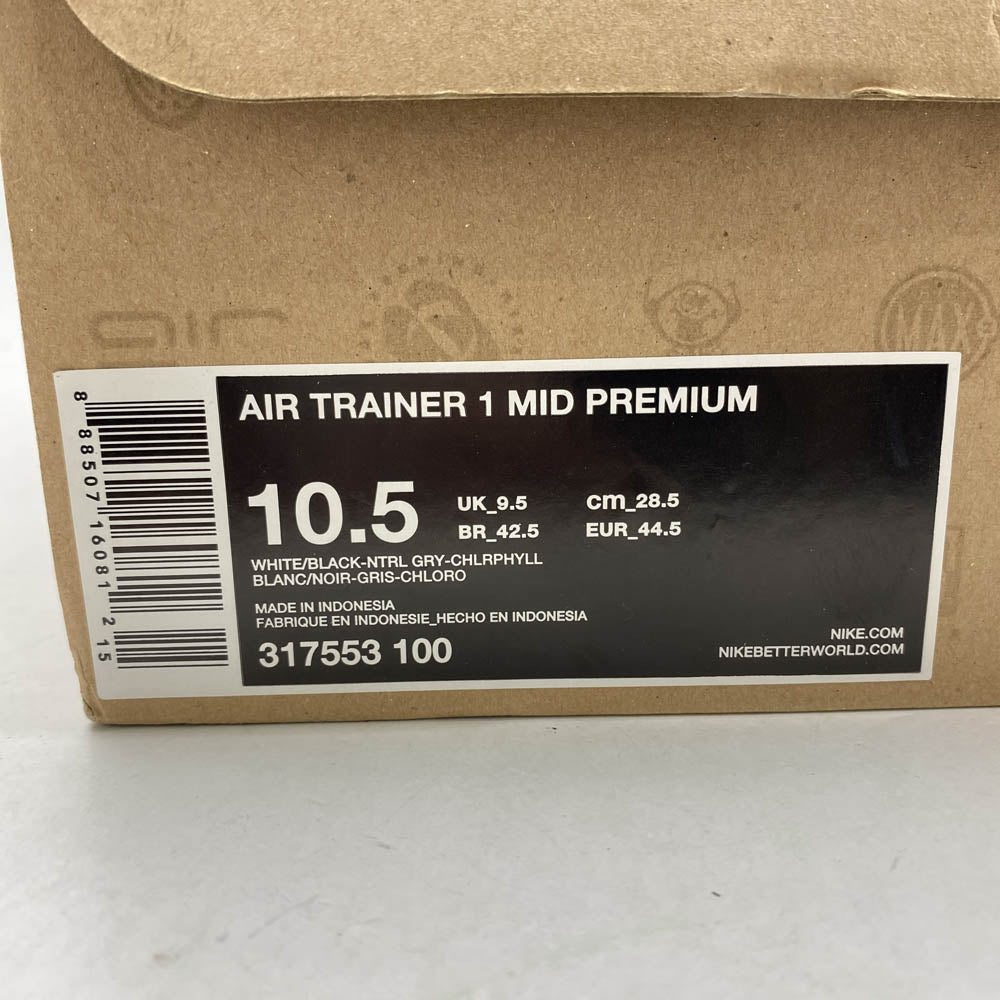 AIR
MAX
8 88507 16081 2 15
AIR TRAINER 1 MID PREMIUM
10.5
UK_9.5 cm_28.5
BR_42.5 EUR_44.5
WHITE/BLACK-NTRL GRY-CHLRPHYLL
BLANC/NOIR-GRIS-CHLORO
MADE IN INDONESIA
FABRIQUE EN INDONESIE_HECHO EN INDONESIA
317553 100
NIKE.COM
NIKEBETTERWORLD.COM